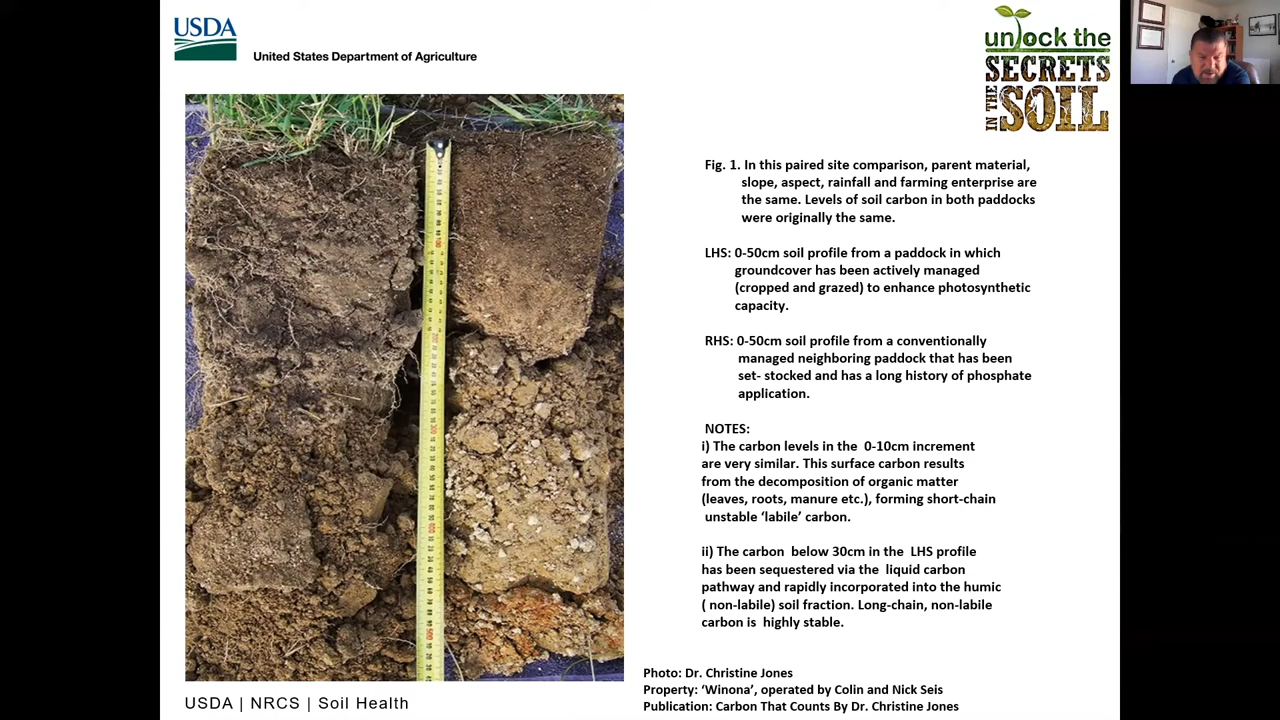 USDA
United States Department of Agriculture
unlock the
SECRETS
IN THE
SOIL
Fig. 1. In this paired site comparison, parent material,
slope, aspect, rainfall and farming enterprise are
the same. Levels of soil carbon in both paddocks
were originally the same.
LHS: 0-50cm soil profile from a paddock in which
groundcover has been actively managed
(cropped and grazed) to enhance photosynthetic
capacity.
RHS: 0-50cm soil profile from a conventionally
managed neighboring paddock that has been
set- stocked and has a long history of phosphate
application.
NOTES:
i) The carbon levels in the 0-10cm increment
are very similar. This surface carbon results
from the decomposition of organic matter
(leaves, roots, manure etc.), forming short-chain
unstable ‘labile’ carbon.
ii) The carbon below 30cm in the LHS profile
has been sequestered via the liquid carbon
pathway and rapidly incorporated into the humic
( non-labile) soil fraction. Long-chain, non-labile
carbon is highly stable.
Photo: Dr. Christine Jones
Property: ‘Winona’, operated by Colin and Nick Seis
Publication: Carbon That Counts By Dr. Christine Jones
USDA | NRCS | Soil Health